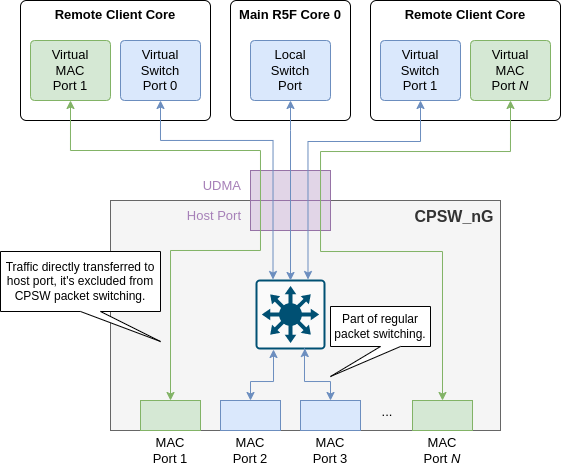 Remote Client Core
Main R5F Core 0
Remote Client Core
Virtual
MAC
Port 1
Virtual
Switch
Port 0
Local
Switch
Port
Virtual
Switch
Port 1
Virtual
MAC
Port N
UDMA
Host Port
CPSW_nG
Traffic directly transferred to
host port, it's excluded from
CPSW packet switching.
Part of regular
packet switching.
...
MAC
Port 1
MAC
Port 2
MAC
Port 3
MAC
Port N